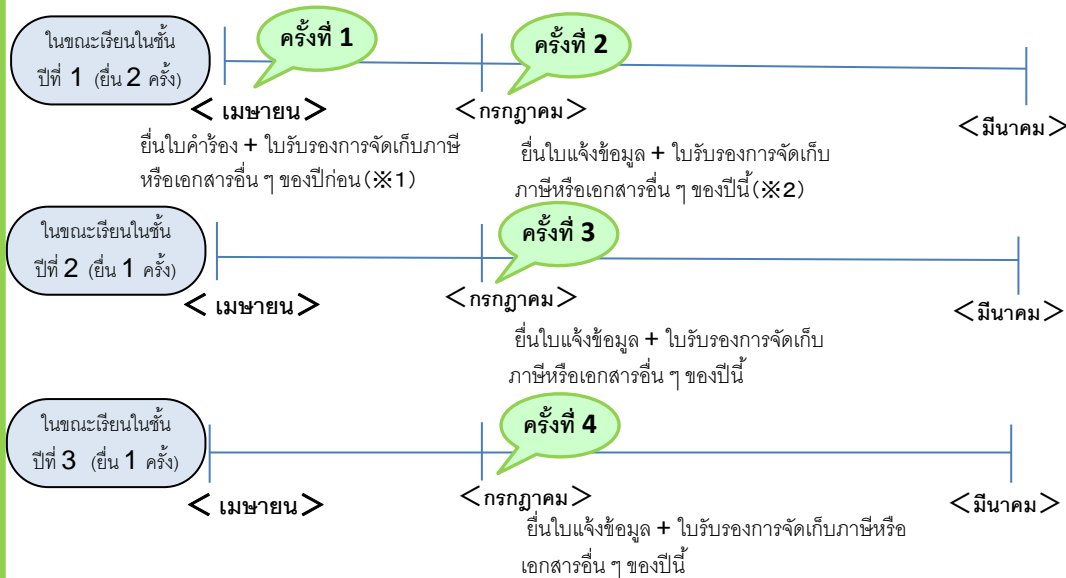 ในขณะเรียนในชั้น
ปีที่ 1 (ยื่น 2 ครั้ง)
ครั้งที่ 1
ครั้งที่ 2
＜ เมษายน ＞
＜กรกฎาคม＞
＜มีนาคม＞
ยื่นใบคำร้อง + ใบรับรองการจัดเก็บภาษี
หรือเอกสารอื่น ๆ ของปีก่อน(※1)
ยื่นใบแจ้งข้อมูล + ใบรับรองการจัดเก็บ
ภาษีหรือเอกสารอื่น ๆ ของปีนี้(※2)
ในขณะเรียนในชั้น
ปีที่ 2 (ยื่น 1 ครั้ง)
ครั้งที่ 3
＜ เมษายน ＞
＜กรกฎาคม＞
＜มีนาคม＞
ยื่นใบแจ้งข้อมูล + ใบรับรองการจัดเก็บ
ภาษีหรือเอกสารอื่น ๆ ของปีนี้
ในขณะเรียนในชั้น
ปีที่ 3 (ยื่น 1 ครั้ง)
ครั้งที่ 4
＜ เมษายน ＞
＜กรกฎาคม＞
＜มีนาคม＞
ยื่นใบแจ้งข้อมูล + ใบรับรองการจัดเก็บภาษีหรือ
เอกสารอื่น ๆ ของปีนี้